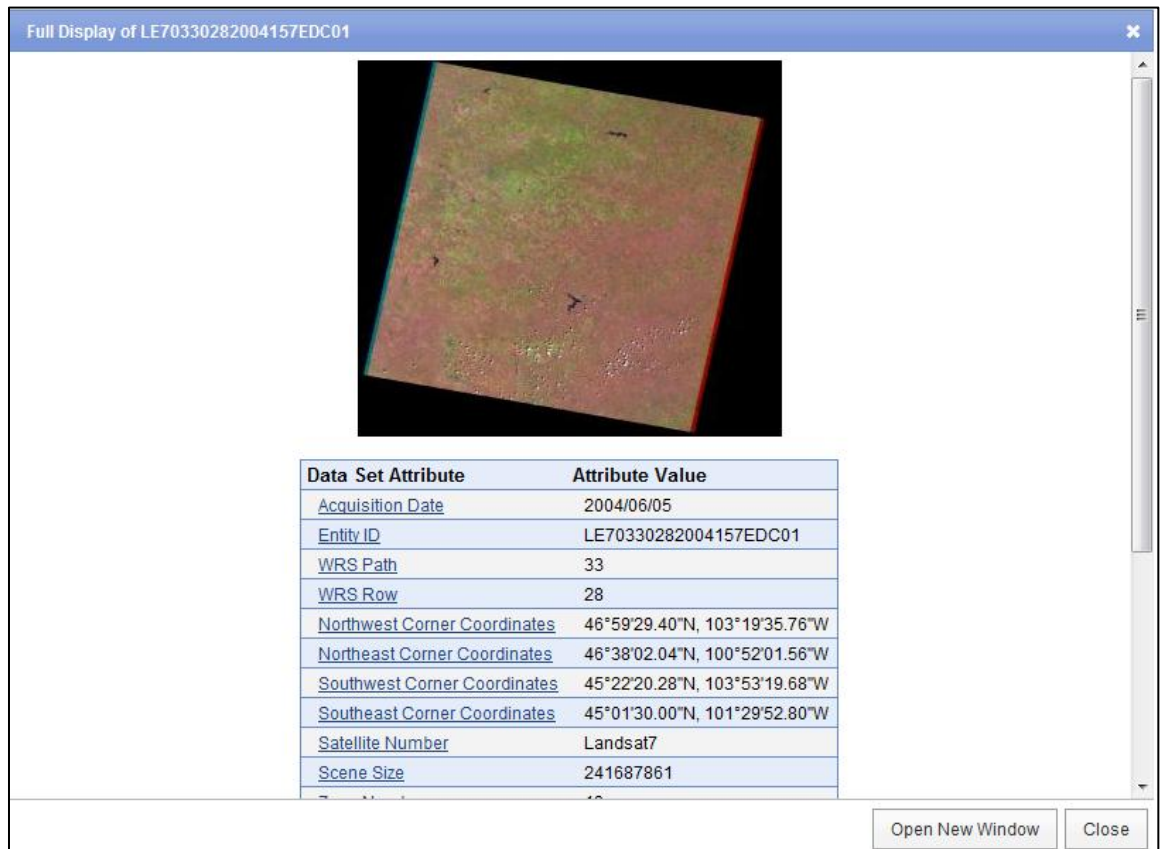 Full Display of LE70330282004157EDC01
Data Set Attribute Attribute Value
Acquisition Date 2004/06/05
Entity ID LE70330282004157EDC01
WRS Path 33
WRS Row 28
Northwest Corner Coordinates 46°59'29.40"N, 103°19'35.76"W
Northeast Corner Coordinates 46°38'02.04"N, 100°52'01.56"W
Southwest Corner Coordinates 45°22'20.28"N, 103°53'19.68"W
Southeast Corner Coordinates 45°01'30.00"N, 101°29'52.80"W
Satellite Number Landsat7
Scene Size 241687861
Open New Window Close